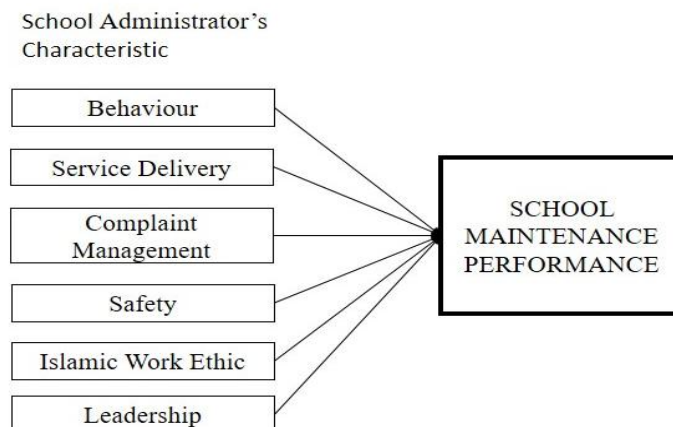 School Administrator's
Characteristic
Behaviour
Service Delivery
Complaint
Management
Safety
Islamic Work Ethic
Leadership
SCHOOL
MAINTENANCE
PERFORMANCE